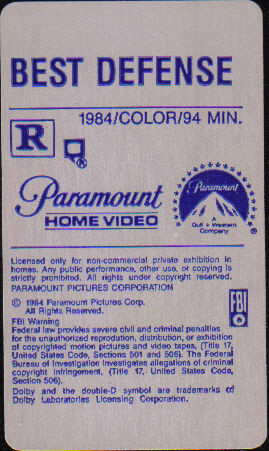 BEST DEFENSE
1984/COLOR/94 MIN.
R
®
Paramount
HOME VIDEO
Paramount
A
Gulf + Western
Company
®
Licensed only for non-commercial private exhibition in
homes. Any public performance, other use, or copying is
strictly prohibited. All rights under copyright reserved.
PARAMOUNT PICTURES CORPORATION
© 1984 Paramount Pictures Corp.
All Rights Reserved.
FBI
FBI Warning
Federal law provides severe civil and criminal penalties
for the unauthorized reproduction, distribution, or exhibition
of copyrighted motion pictures and video tapes, (Title 17,
United States Code, Sections 501 and 506). The Federal
Bureau of Investigation investigates allegations of criminal
copyright infringement, (Title 17, United States Code,
Section 506).
Dolby and the double-D symbol are trademarks of
Dolby Laboratories Licensing Corporation.